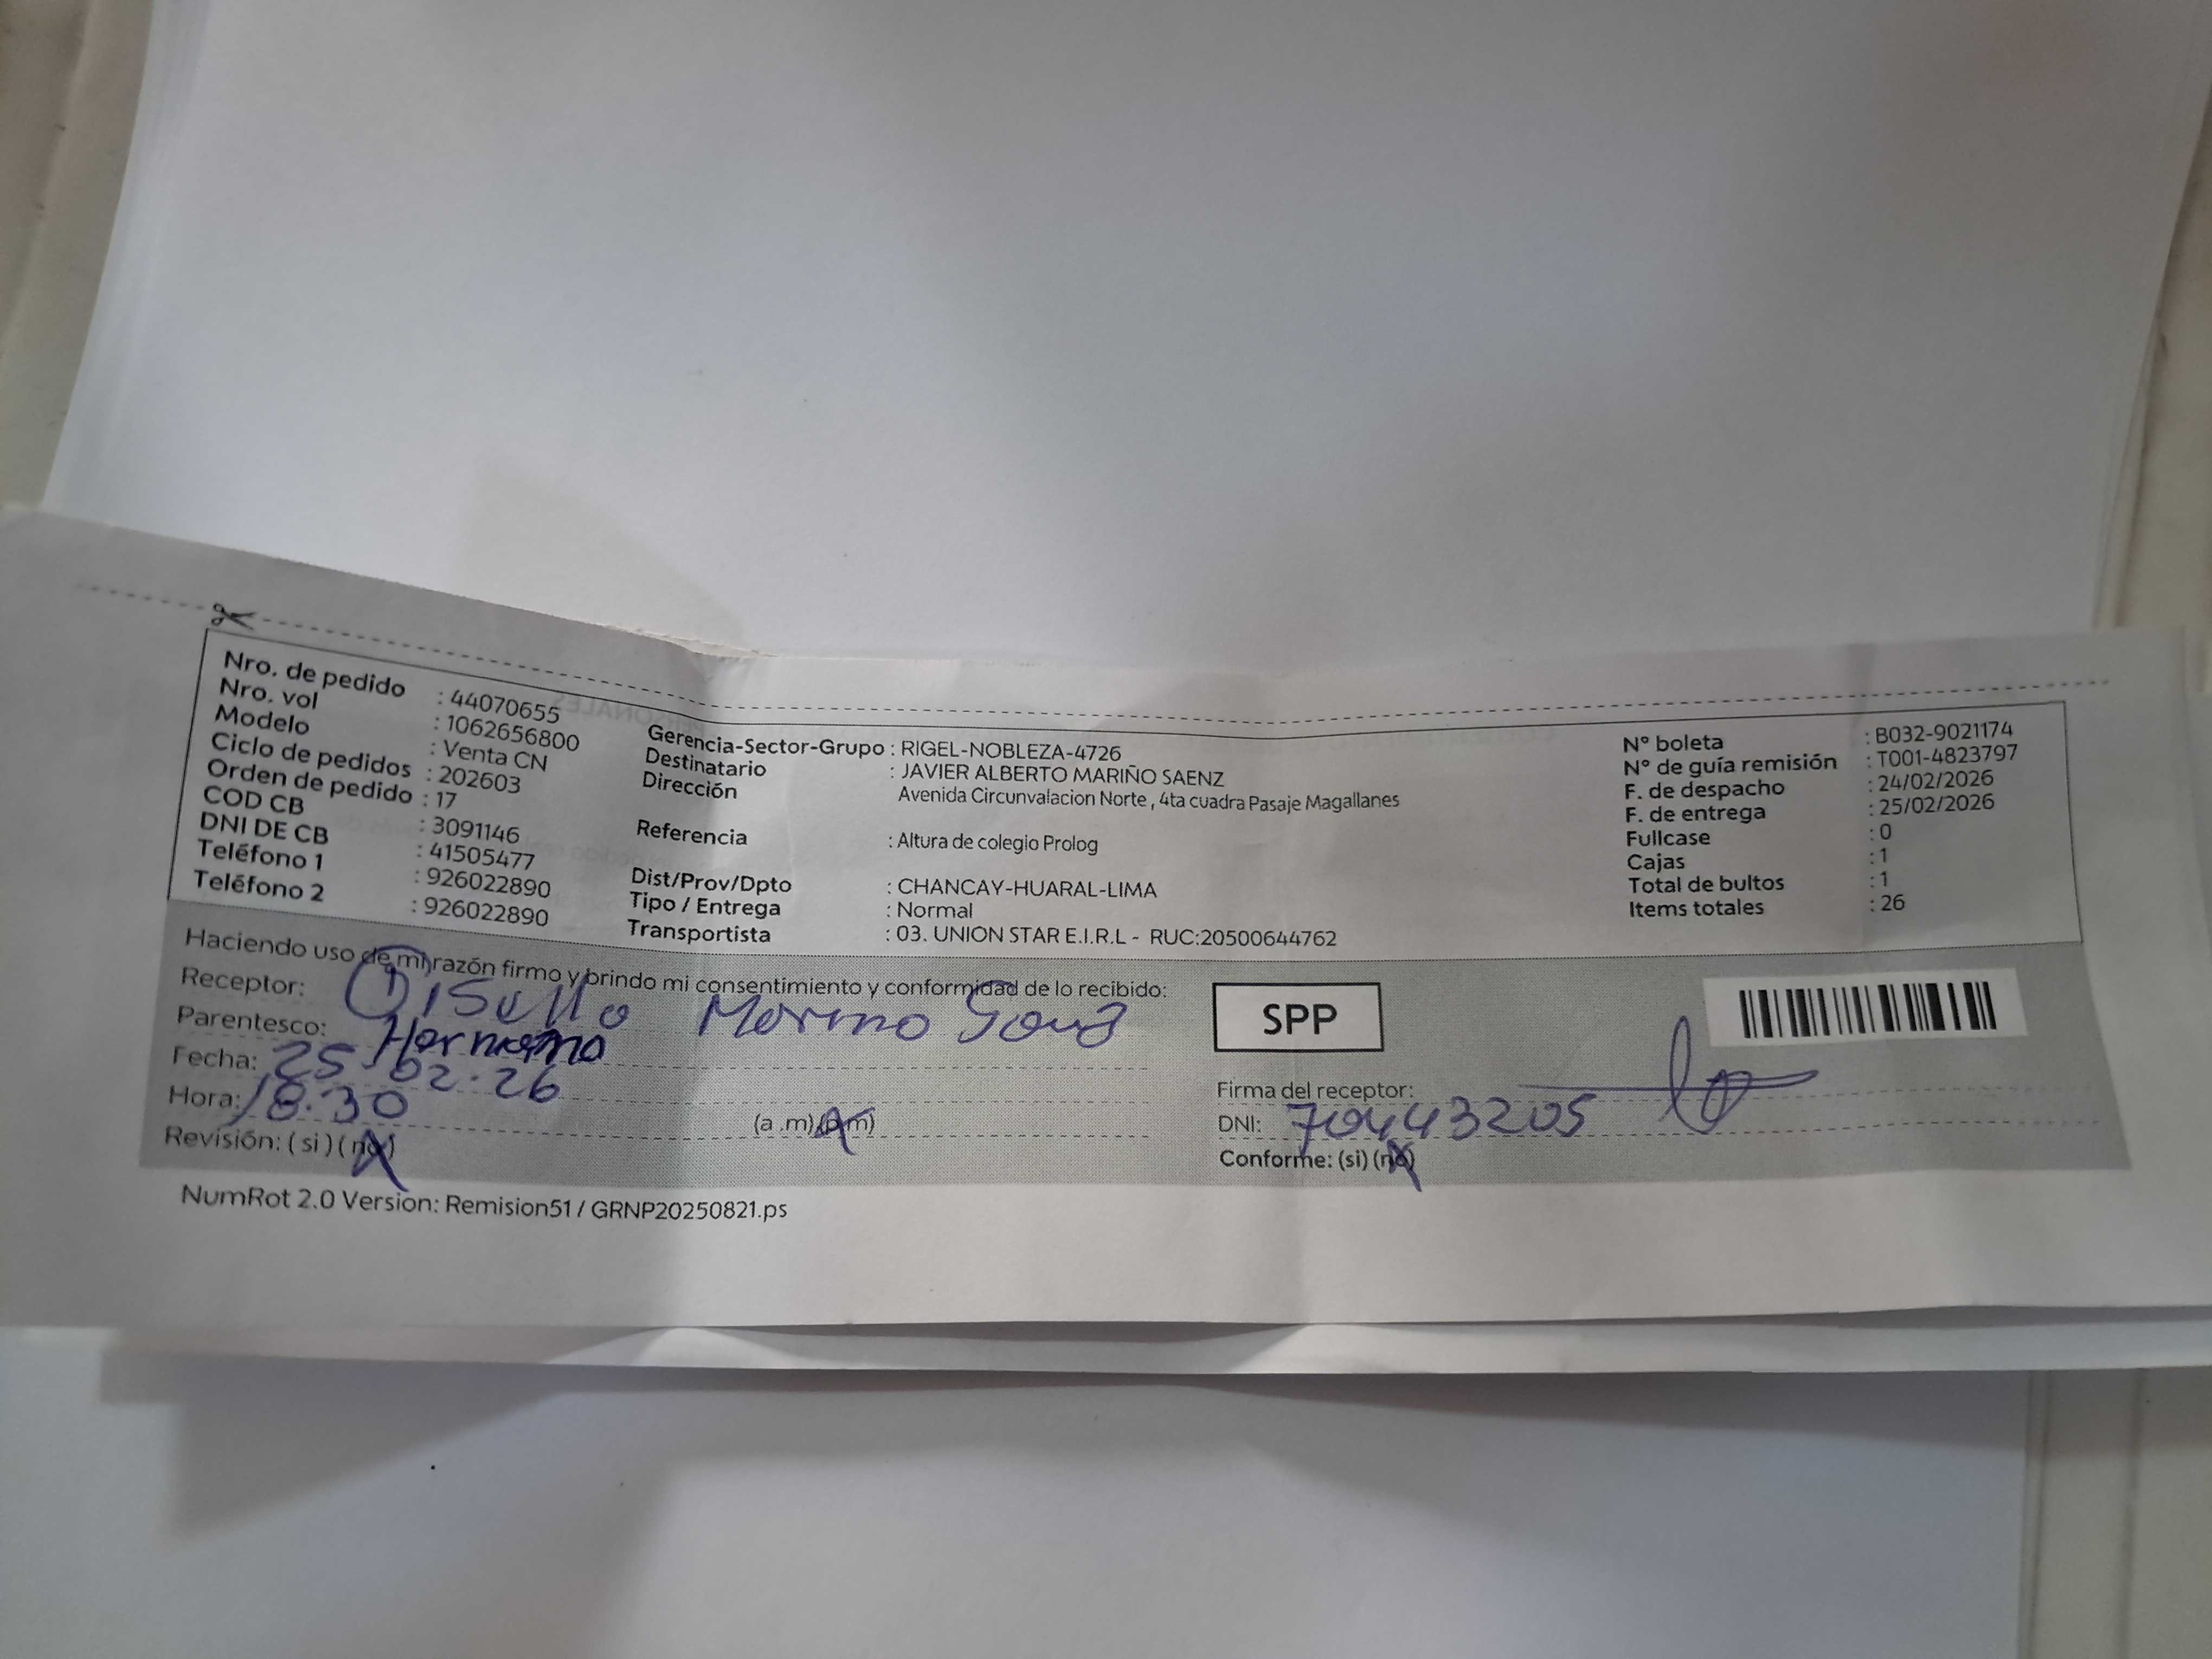 Nro. de pedido : 44070655
Nro. vol : 1062656800
Modelo : Venta CN
Ciclo de pedidos : 202603
Orden de pedido : 17
COD CB : 3091146
DNI DE CB : 41505477
Teléfono 1 : 926022890
Teléfono 2 : 926022890
Gerencia-Sector-Grupo : RIGEL-NOBLEZA-4726
Destinatario : JAVIER ALBERTO MARIÑO SAENZ
Dirección Avenida Circunvalacion Norte , 4ta cuadra Pasaje Magallanes
Referencia : Altura de colegio Prolog
Dist/Prov/Dpto : CHANCAY-HUARAL-LIMA
Tipo / Entrega : Normal
Transportista : 03. UNION STAR E.I.R.L - RUC:20500644762
N° boleta : B032-9021174
N° de guía remisión : T001-4823797
F. de despacho : 24/02/2026
F. de entrega : 25/02/2026
Fullcase : 0
Cajas : 1
Total de bultos : 1
Items totales : 26
Haciendo uso de mi razón firmo y brindo mi consentimiento y conformidad de lo recibido:
Receptor:
Parentesco:
Fecha: 25-02-26
Hora: 18:30 (a .m) (p.m)
Revisión: ( si ) ( no )
SPP
Firma del receptor:
DNI: 70443205
Conforme: (si) (no)
NumRot 2.0 Version: Remision51 / GRNP20250821.ps